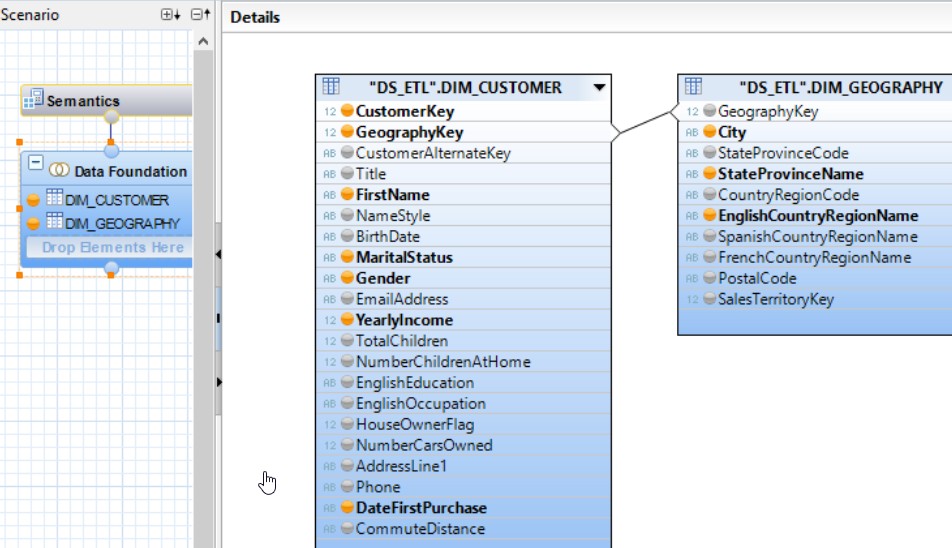 Scenario
Semantics
Data Foundation
DIM_CUSTOMER
DIM_GEOGRAPHY
Drop Elements Here
Details
"DS_ETL".DIM_CUSTOMER
12 CustomerKey
12 GeographyKey
AB CustomerAlternateKey
AB Title
AB FirstName
AB NameStyle
AB BirthDate
AB MaritalStatus
AB Gender
AB EmailAddress
12 YearlyIncome
12 TotalChildren
12 NumberChildrenAtHome
AB EnglishEducation
AB EnglishOccupation
12 HouseOwnerFlag
12 NumberCarsOwned
AB AddressLine1
AB Phone
AB DateFirstPurchase
AB CommuteDistance
"DS_ETL".DIM_GEOGRAPHY
12 GeographyKey
AB City
AB StateProvinceCode
AB StateProvinceName
AB CountryRegionCode
AB EnglishCountryRegionName
AB SpanishCountryRegionName
AB FrenchCountryRegionName
AB PostalCode
12 SalesTerritoryKey